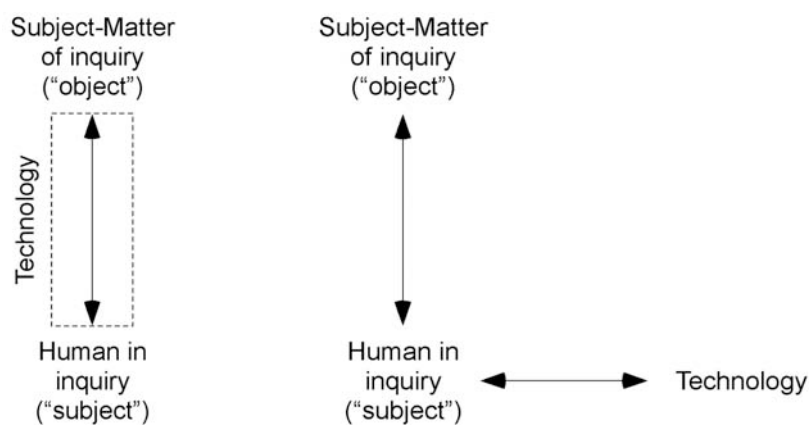 Subject-Matter
of inquiry
(“object”)
Technology
Human in
inquiry
(“subject”)
Subject-Matter
of inquiry
(“object”)
Human in
inquiry
(“subject”)
Technology